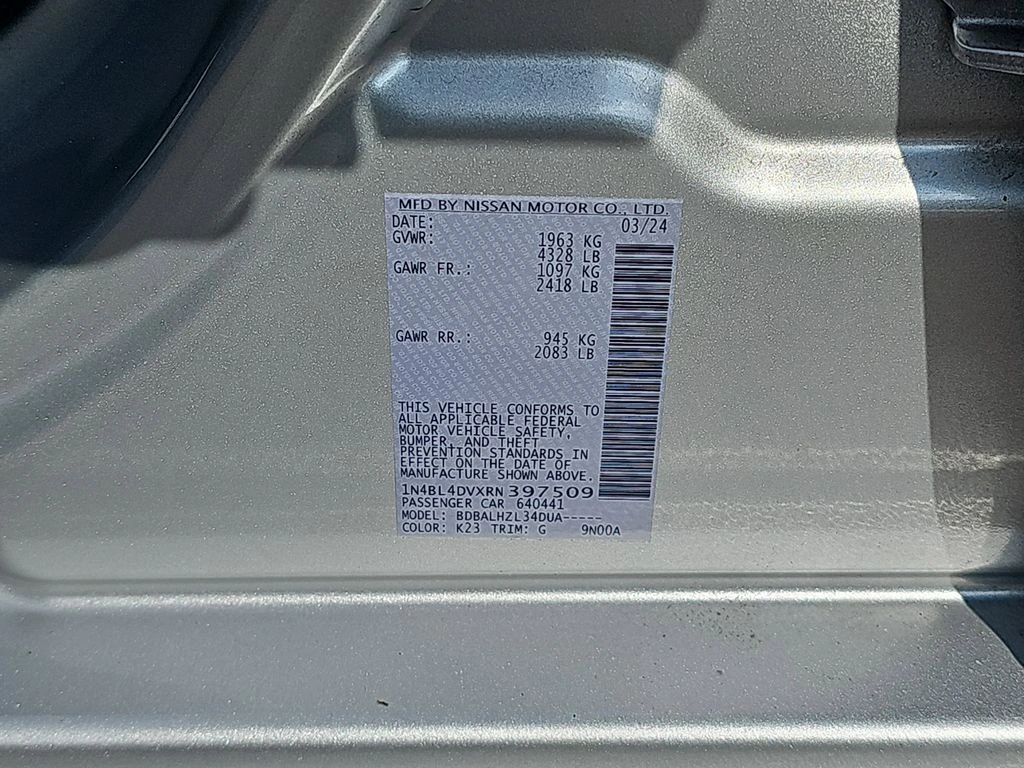 MFD BY NISSAN MOTOR CO., LTD.
DATE: 03/24
GVWR: 1963 KG
4328 LB
GAWR FR.: 1097 KG
2418 LB
GAWR RR.: 945 KG
2083 LB
THIS VEHICLE CONFORMS TO
ALL APPLICABLE FEDERAL
MOTOR VEHICLE SAFETY,
BUMPER, AND THEFT
PREVENTION STANDARDS IN
EFFECT ON THE DATE OF
MANUFACTURE SHOWN ABOVE.
1N4BL4DVXRN397509
PASSENGER CAR 640441
MODEL: BDBALHZL34DUA-----
COLOR: K23 TRIM: G 9N00A